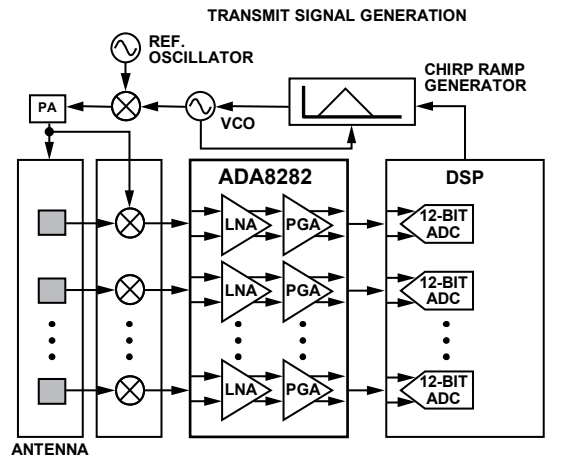 TRANSMIT SIGNAL GENERATION
REF.
OSCILLATOR
CHIRP RAMP
GENERATOR
PA
VCO
ADA8282
DSP
LNA
PGA
12-BIT
ADC
LNA
PGA
12-BIT
ADC
LNA
PGA
12-BIT
ADC
ANTENNA